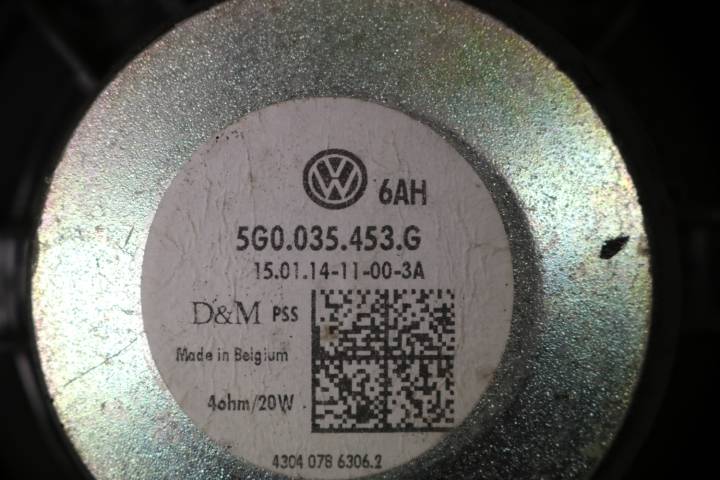 VW 6AH
5G0.035.453.G
15.01.14-11-00-3A
D&M PSS
Made in Belgium
4ohm/20W
4304 078 6306.2